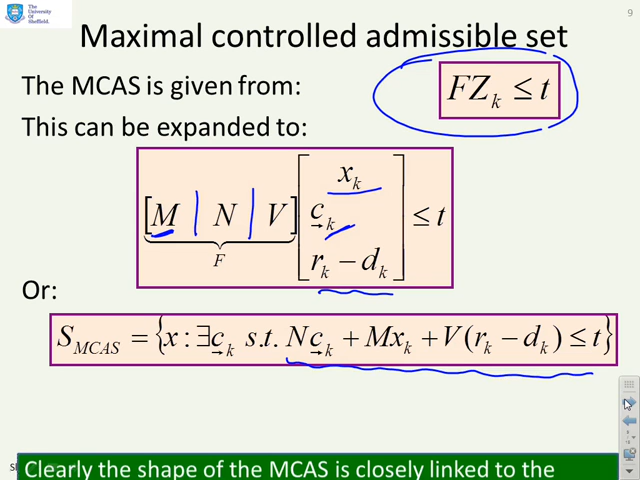 The University Of Sheffield.
9
Maximal controlled admissible set
The MCAS is given from:
FZ_k ≤ t
This can be expanded to:
[M | N | V] [x_k c_k r_k − d_k] ≤ t
F
Or:
S_MCAS = {x : ∃c_k s.t. Nc_k + Mx_k + V(r_k − d_k) ≤ t}
Clearly the shape of the MCAS is closely linked to the